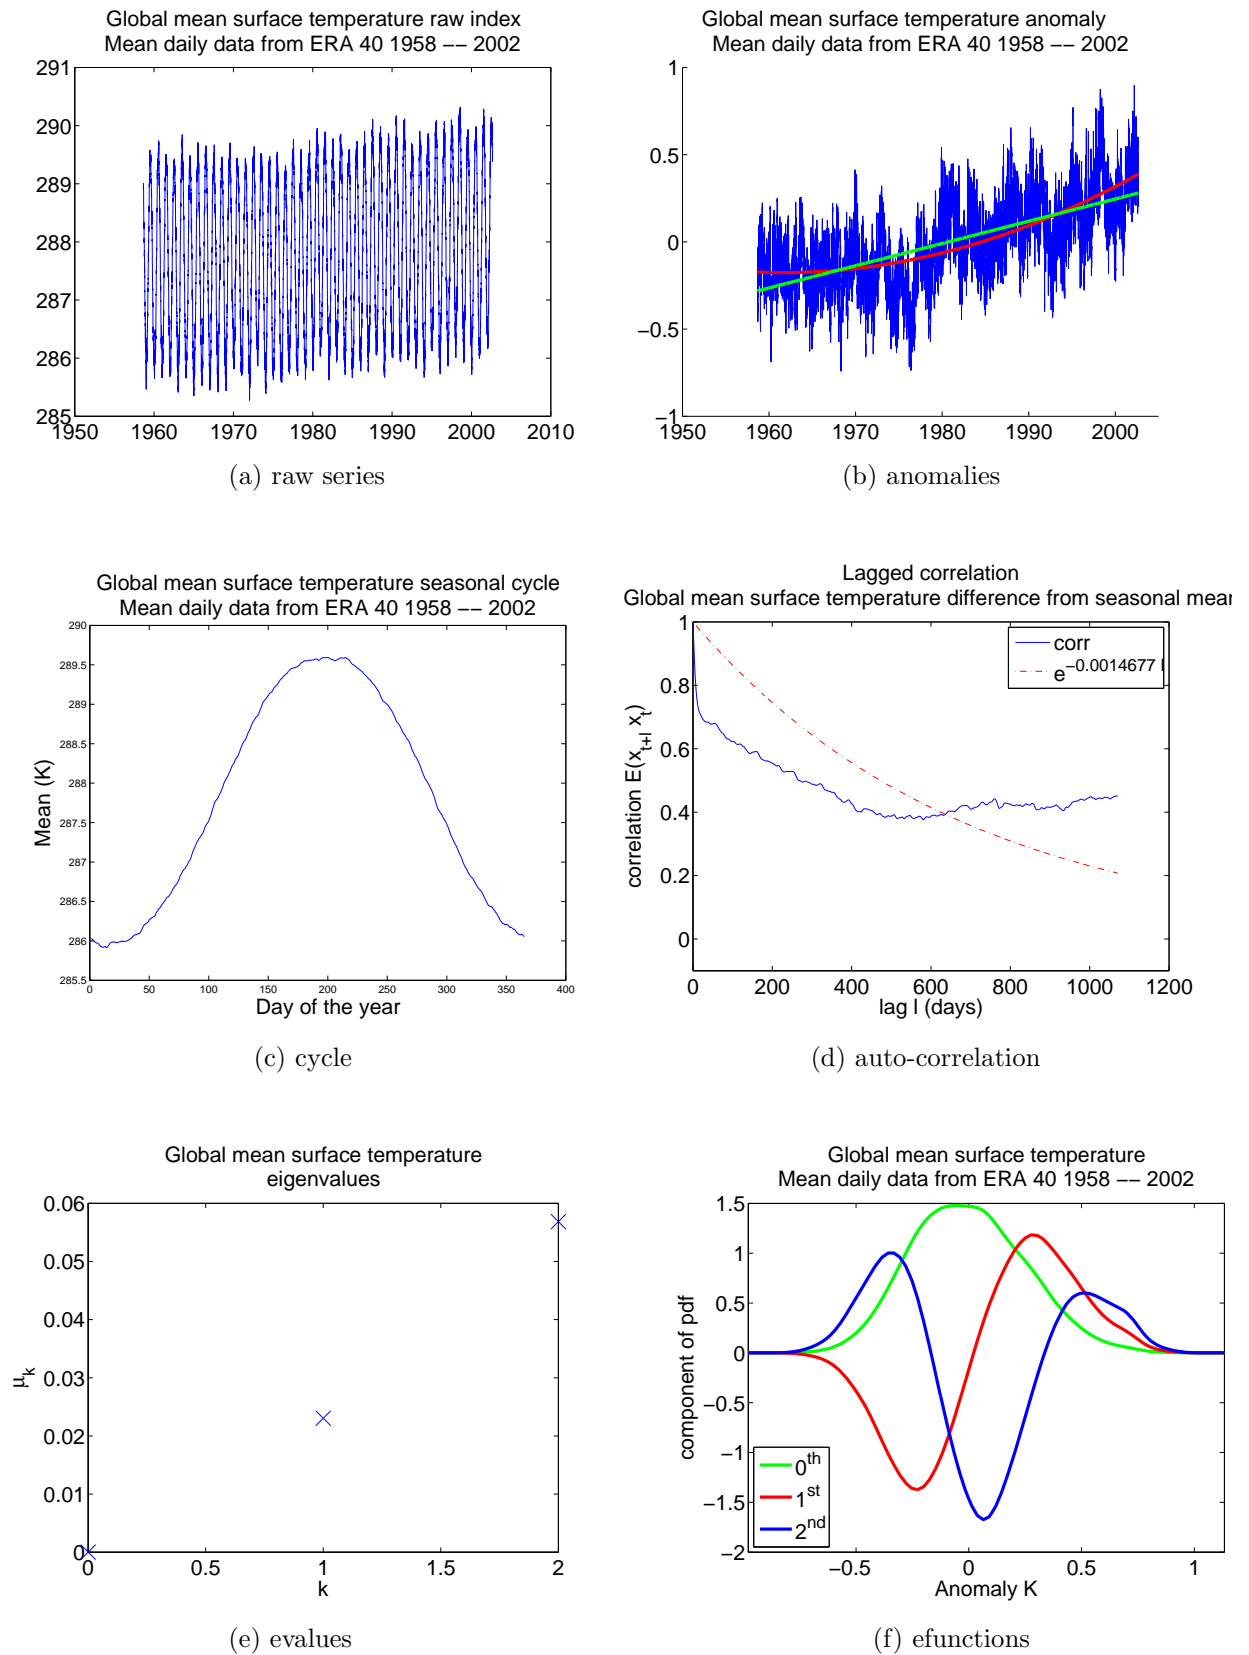 Global mean surface temperature raw index
Mean daily data from ERA 40 1958 −− 2002
291
290
289
288
287
286
285
1950
1960
1970
1980
1990
2000
2010
(a) raw series
Global mean surface temperature anomaly
Mean daily data from ERA 40 1958 −− 2002
1
0.5
0
−0.5
−1
1950
1960
1970
1980
1990
2000
(b) anomalies
Global mean surface temperature seasonal cycle
Mean daily data from ERA 40 1958 −− 2002
290
289.5
289
288.5
288
287.5
287
286.5
286
285.5
Mean (K)
0
50
100
150
200
250
300
350
400
Day of the year
(c) cycle
Lagged correlation
Global mean surface temperature difference from seasonal mean
1
0.8
0.6
0.4
0.2
0
correlation E(x_{t+l} x_t)
corr
e^{−0.0014677 l}
0
200
400
600
800
1000
1200
lag l (days)
(d) auto-correlation
Global mean surface temperature
eigenvalues
0.06
0.05
0.04
0.03
0.02
0.01
0
μ_k
0
0.5
1
1.5
2
k
(e) evalues
Global mean surface temperature
Mean daily data from ERA 40 1958 −− 2002
1.5
1
0.5
0
−0.5
−1
−1.5
−2
component of pdf
0^{th}
1^{st}
2^{nd}
−0.5
0
0.5
1
Anomaly K
(f) efunctions